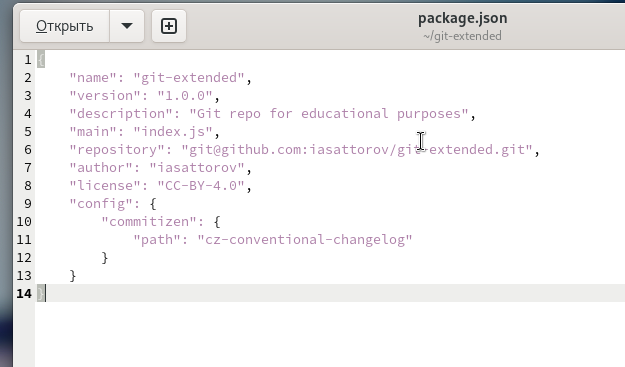 Открыть
package.json
~/git-extended
1 {
2 "name": "git-extended",
3 "version": "1.0.0",
4 "description": "Git repo for educational purposes",
5 "main": "index.js",
6 "repository": "git@github.com:iasattorov/git-extended.git",
7 "author": "iasattorov",
8 "license": "CC-BY-4.0",
9 "config": {
10 "commitizen": {
11 "path": "cz-conventional-changelog"
12 }
13 }
14 }